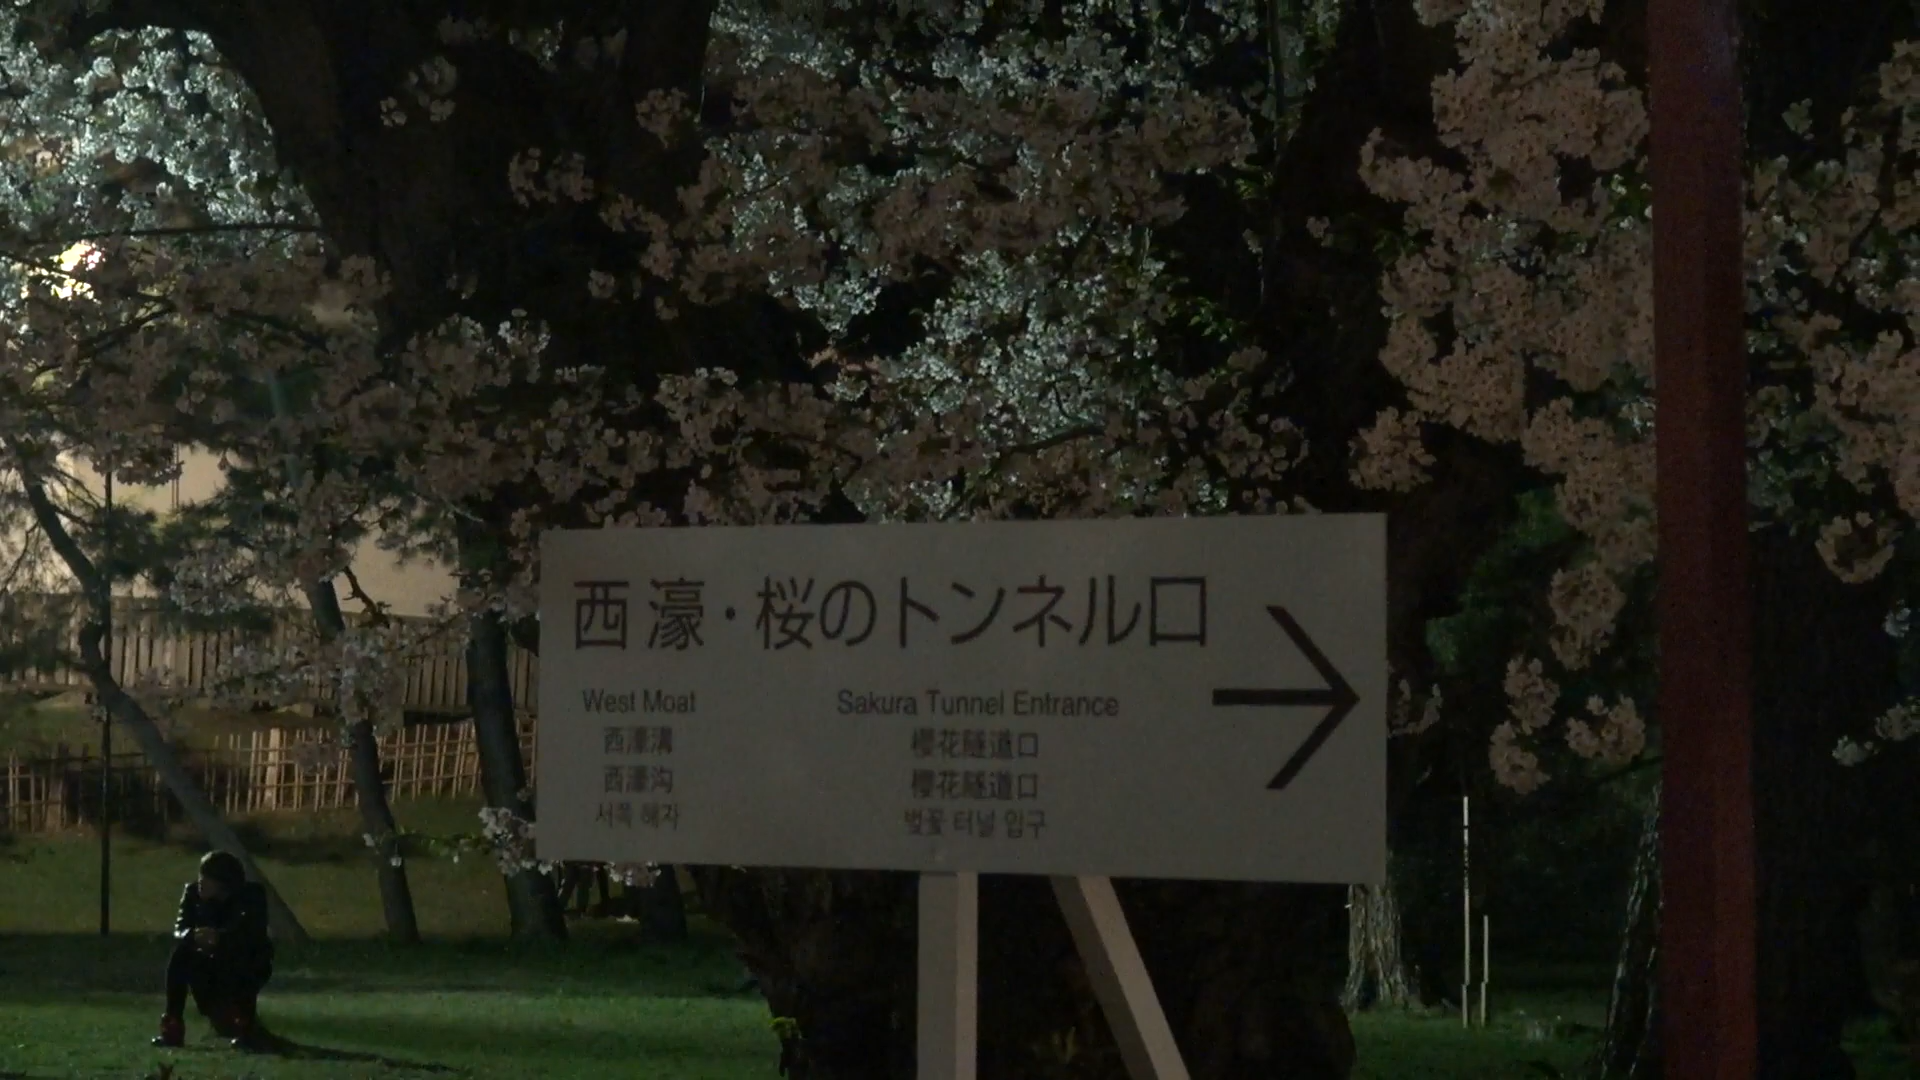 西濠・桜のトンネル口
West Moat
西濠溝
西濠沟
서쪽 해자
Sakura Tunnel Entrance
櫻花隧道口
櫻花隧道口
벚꽃 터널 입구